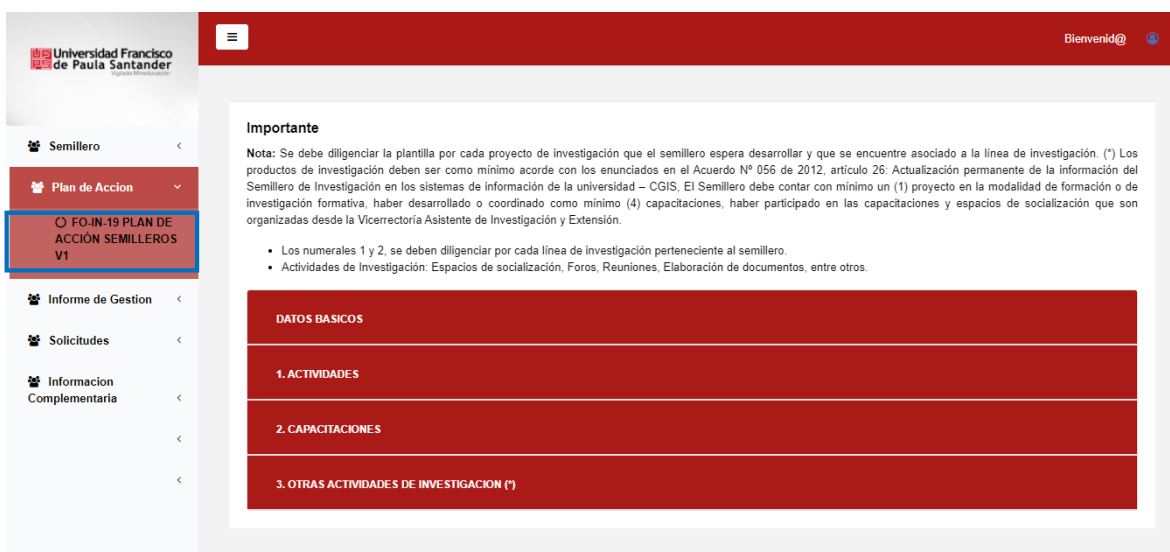 Universidad Francisco
de Paula Santander
Vigilada Mineducación
Bienvenid@
Semillero
Plan de Accion
FO-IN-19 PLAN DE
ACCIÓN SEMILLEROS
V1
Informe de Gestion
Solicitudes
Informacion
Complementaria
Importante
Nota: Se debe diligenciar la plantilla por cada proyecto de investigación que el semillero espera desarrollar y que se encuentre asociado a la línea de investigación. (*) Los
productos de investigación deben ser como mínimo acorde con los enunciados en el Acuerdo Nº 056 de 2012, artículo 26: Actualización permanente de la información del
Semillero de Investigación en los sistemas de información de la universidad – CGIS, El Semillero debe contar con mínimo un (1) proyecto en la modalidad de formación o de
investigación formativa, haber desarrollado o coordinado como mínimo (4) capacitaciones, haber participado en las capacitaciones y espacios de socialización que son
organizadas desde la Vicerrectoría Asistente de Investigación y Extensión.
• Los numerales 1 y 2, se deben diligenciar por cada línea de investigación perteneciente al semillero.
• Actividades de Investigación: Espacios de socialización, Foros, Reuniones, Elaboración de documentos, entre otros.
DATOS BASICOS
1. ACTIVIDADES
2. CAPACITACIONES
3. OTRAS ACTIVIDADES DE INVESTIGACION (*)